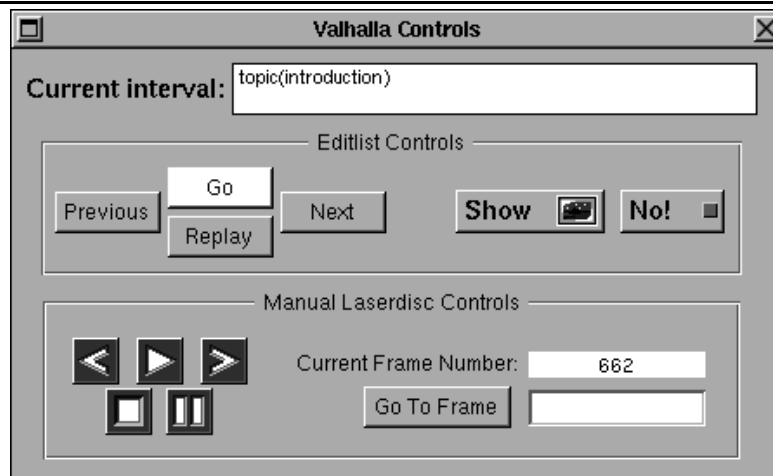 Valhalla Controls
Current interval: topic(introduction)
Editlist Controls
Previous Go Replay Next Show No!
Manual Laserdisc Controls
Current Frame Number: 662
Go To Frame